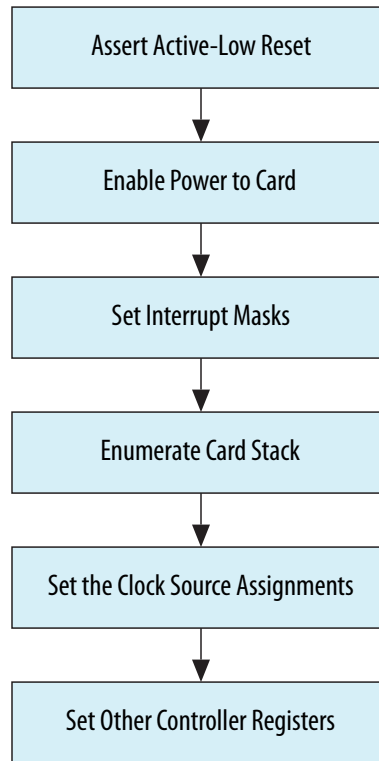 Assert Active-Low Reset
Enable Power to Card
Set Interrupt Masks
Enumerate Card Stack
Set the Clock Source Assignments
Set Other Controller Registers